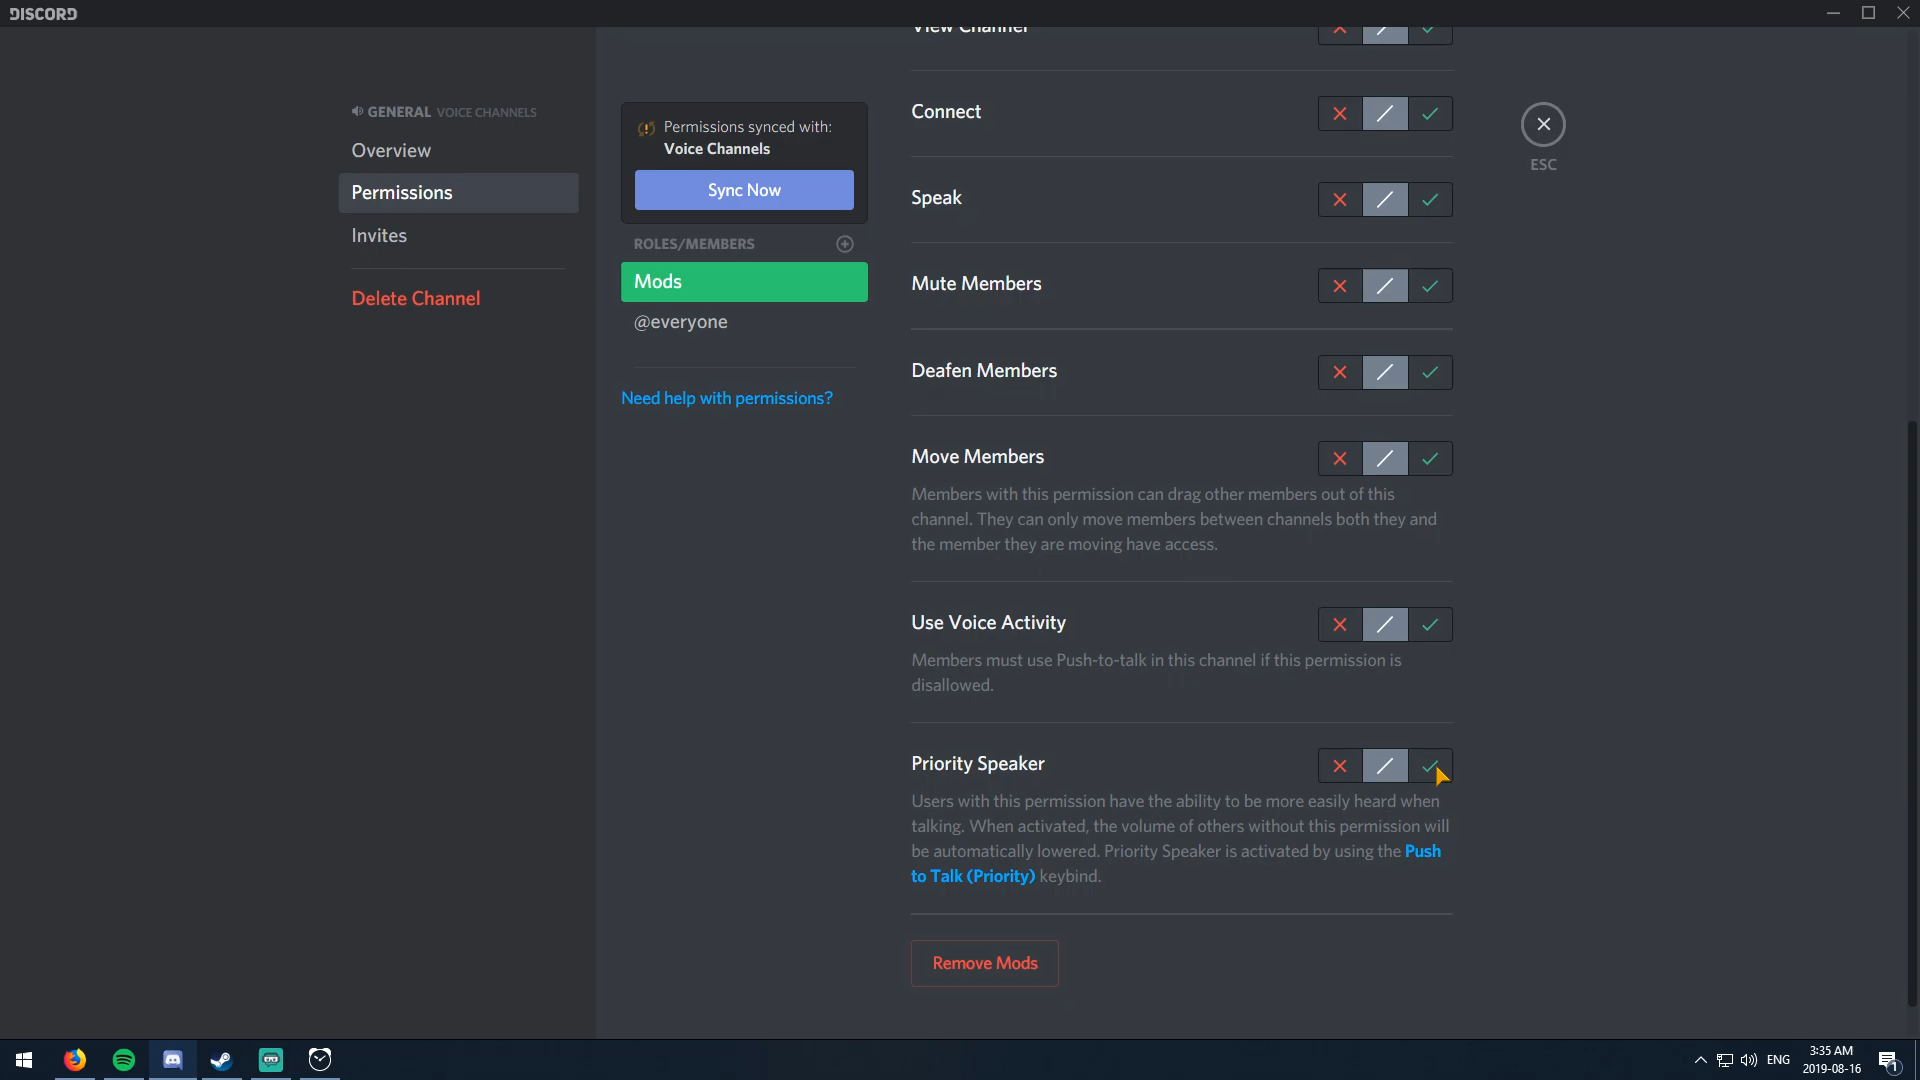 DISCORD
GENERAL VOICE CHANNELS
Overview
Permissions
Invites
Delete Channel
Permissions synced with:
Voice Channels
Sync Now
ROLES/MEMBERS
Mods
@everyone
Need help with permissions?
View Channel
Connect
Speak
Mute Members
Deafen Members
Move Members
Members with this permission can drag other members out of this
channel. They can only move members between channels both they and
the member they are moving have access.
Use Voice Activity
Members must use Push-to-talk in this channel if this permission is
disallowed.
Priority Speaker
Users with this permission have the ability to be more easily heard when
talking. When activated, the volume of others without this permission will
be automatically lowered. Priority Speaker is activated by using the Push
to Talk (Priority) keybind.
Remove Mods
ESC
ENG
3:35 AM
2019-08-16
1